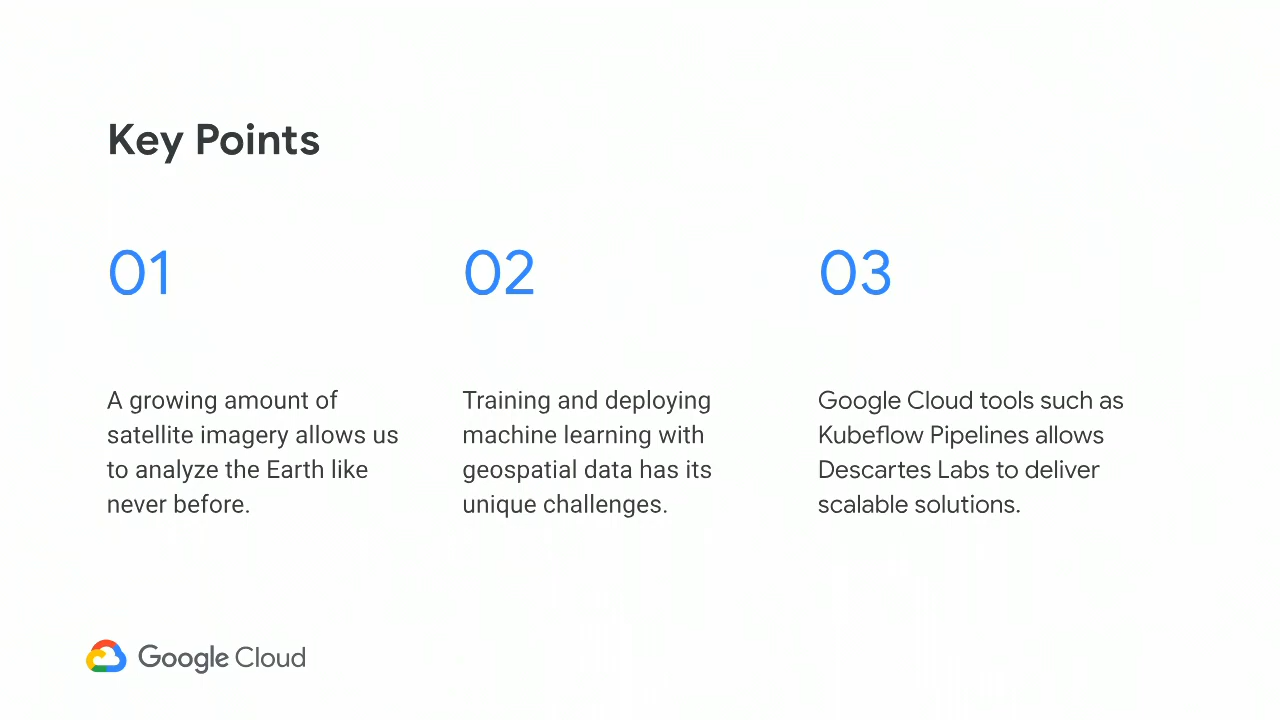 Key Points
01
A growing amount of
satellite imagery allows us
to analyze the Earth like
never before.
02
Training and deploying
machine learning with
geospatial data has its
unique challenges.
03
Google Cloud tools such as
Kubeflow Pipelines allows
Descartes Labs to deliver
scalable solutions.
Google Cloud